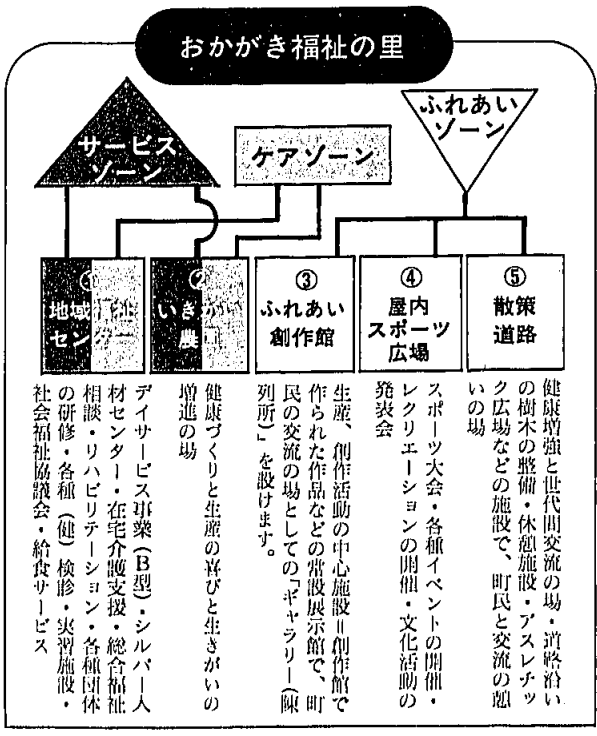 おかがき福祉の里
サービス
ゾーン
ケアゾーン
ふれあい
ゾーン
①
地域福祉
センター
②
いきがい
農園
③
ふれあい
創作館
④
屋内
スポーツ
広場
⑤
散策
道路
デイサービス事業(B型)・シルバー人
材センター・在宅介護支援・総合福祉
相談・リハビリテーション・各種団体
の研修・各種(健)検診・実習施設・
社会福祉協議会・給食サービス
健康づくりと生産の喜びと生きがいの
増進の場
生産、創作活動の中心施設=創作館で
作られた作品などの常設展示館で、町
民の交流の場としての「ギャラリー(陳
列所)」を設けます。
スポーツ大会・各種イベントの開催・
レクリエーションの開催・文化活動の
発表会
健康増強と世代間交流の場・道路沿い
の樹木の整備・休憩施設・アスレチッ
ク広場などの施設で、町民と交流の憩
いの場